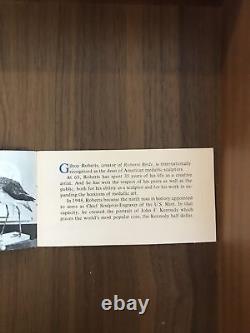 Gilroy Roberts, creator of Roberts Birds, is internationally
recognized as the dean of American medallic sculptors.
At 65, Roberts has spent 35 years of his life as a creative
artist. And he has won the respect of his peers as well as the
public, both for his ability as a sculptor and for his work in ex-
panding the horizons of medallic art.
In 1948, Roberts became the ninth man in history appointed
to serve as Chief Sculptor-Engraver of the U.S. Mint. In that
capacity, he created the portrait of John F. Kennedy which
graces the world's most popular coin, the Kennedy half dollar.